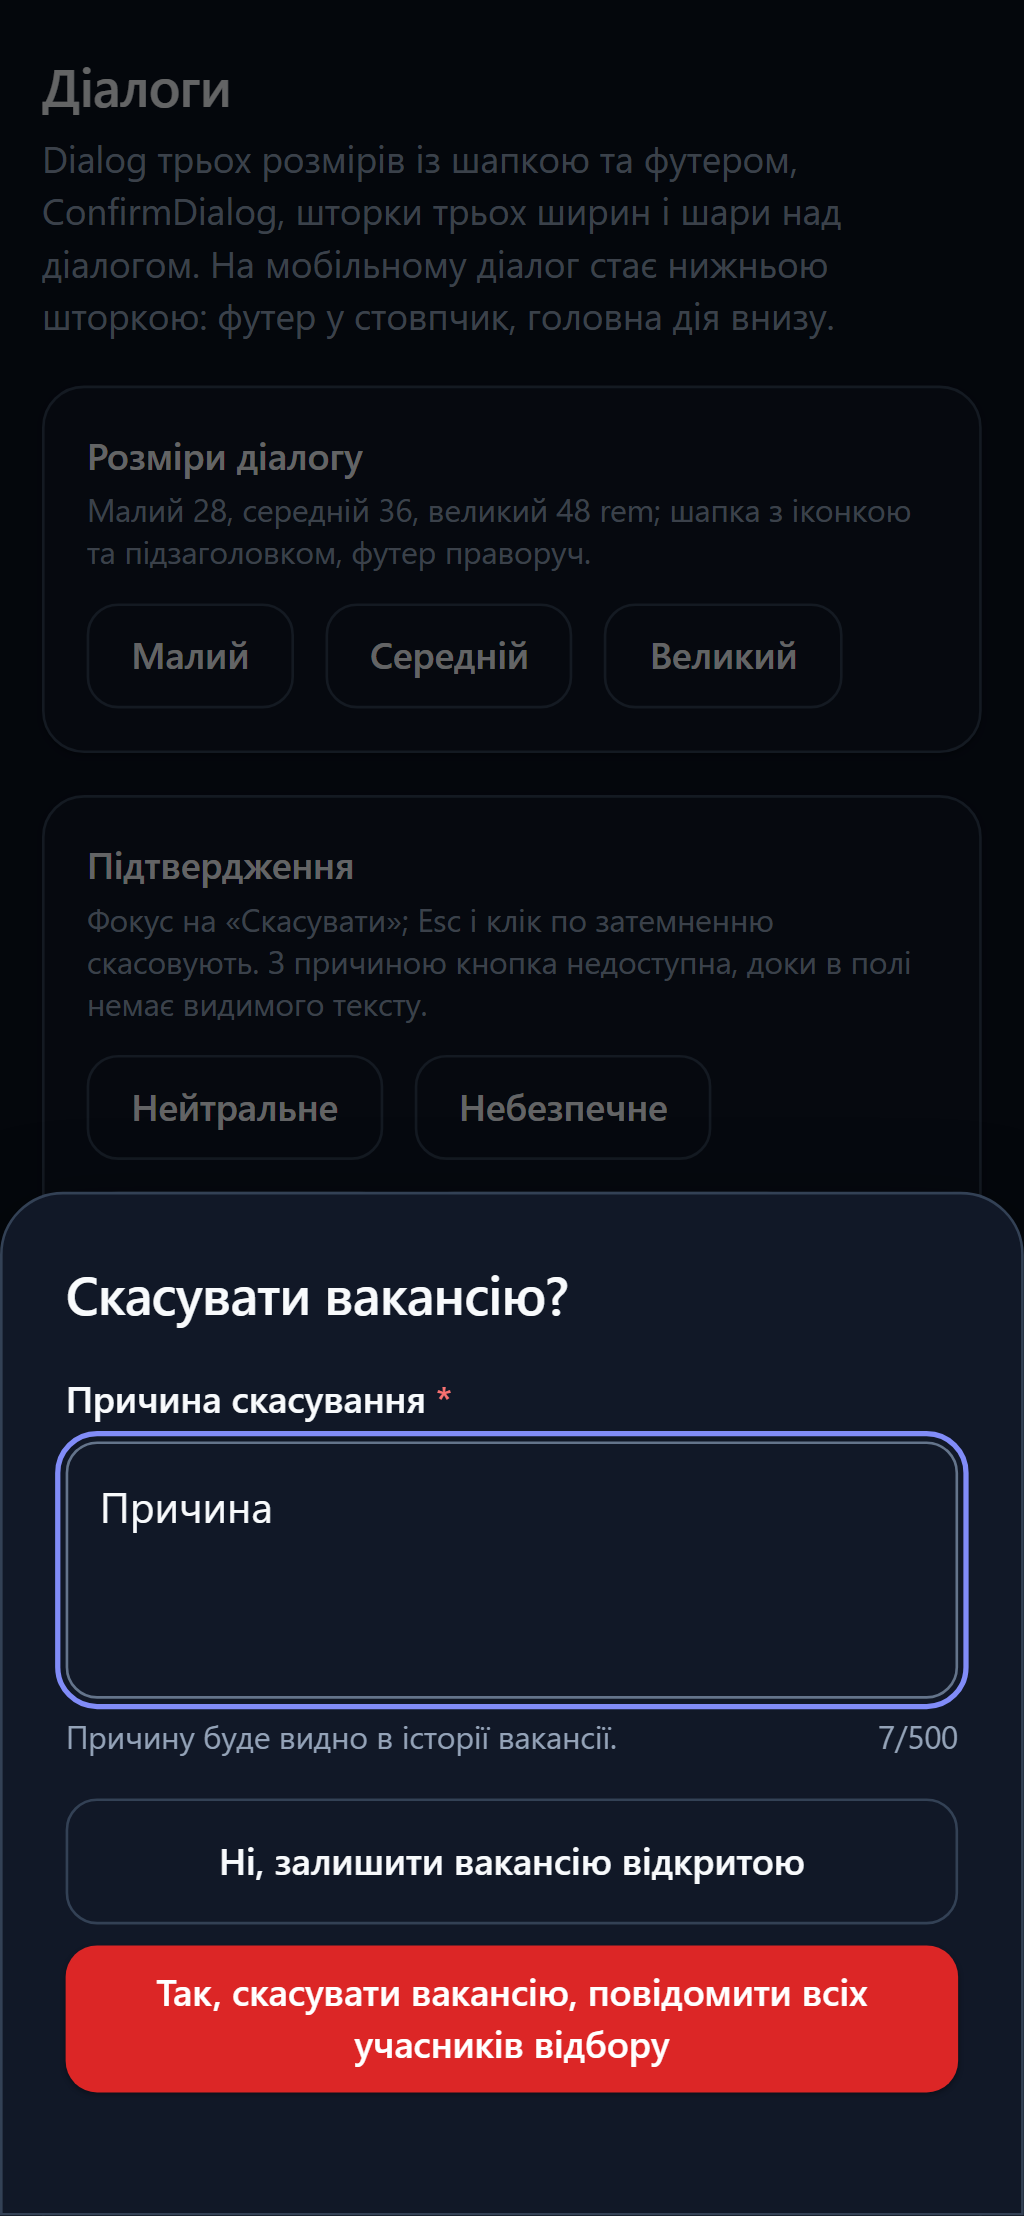 Діалоги
Dialog трьох розмірів із шапкою та футером,
ConfirmDialog, шторки трьох ширин і шари над
діалогом. На мобільному діалог стає нижньою
шторкою: футер у стовпчик, головна дія внизу.
Розміри діалогу
Малий 28, середній 36, великий 48 rem; шапка з іконкою
та підзаголовком, футер праворуч.
Малий
Середній
Великий
Підтвердження
Фокус на «Скасувати»; Esc і клік по затемненню
скасовують. З причиною кнопка недоступна, доки в полі
немає видимого тексту.
Нейтральне
Небезпечне
Скасувати вакансію?
Причина скасування *
Причина
Причину буде видно в історії вакансії.
7/500
Ні, залишити вакансію відкритою
Так, скасувати вакансію, повідомити всіх
учасників відбору